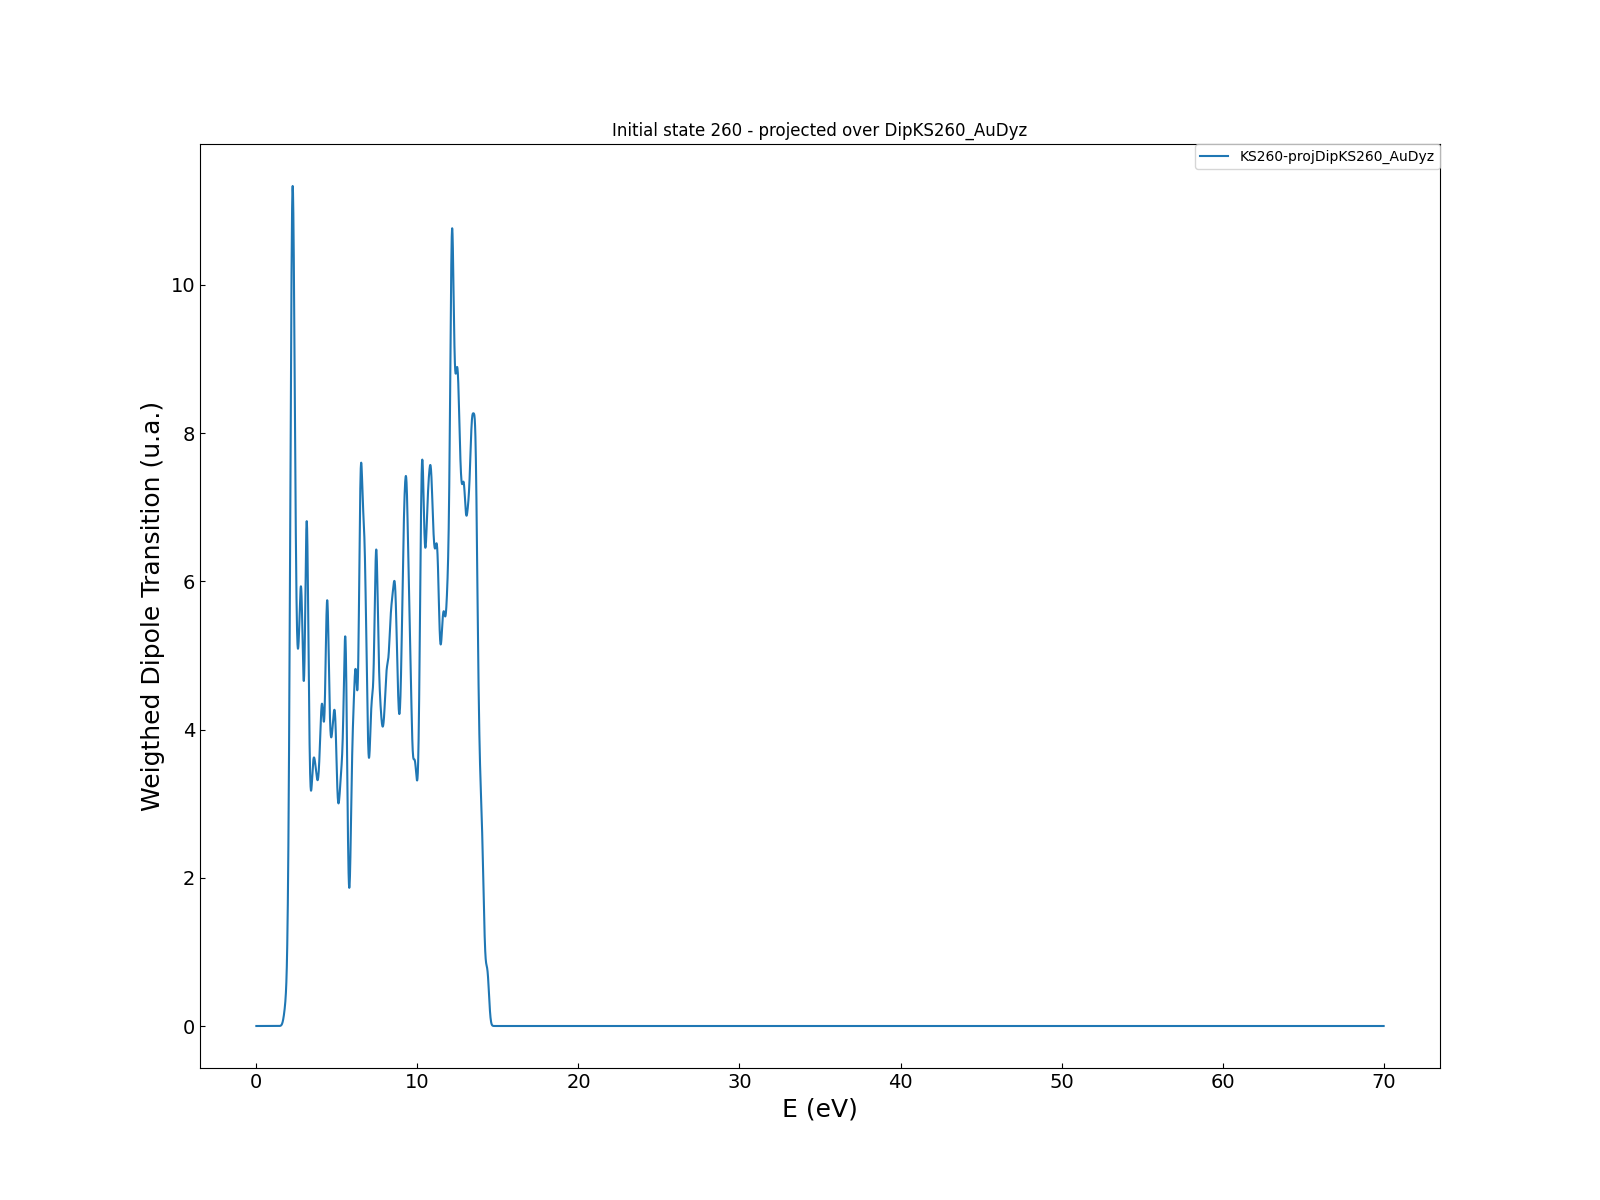 Initial state 260 - projected over DipKS260_AuDyz
KS260-projDipKS260_AuDyz
Weigthed Dipole Transition (u.a.)
10
8
6
4
2
0
0 10 20 30 40 50 60 70
E (eV)